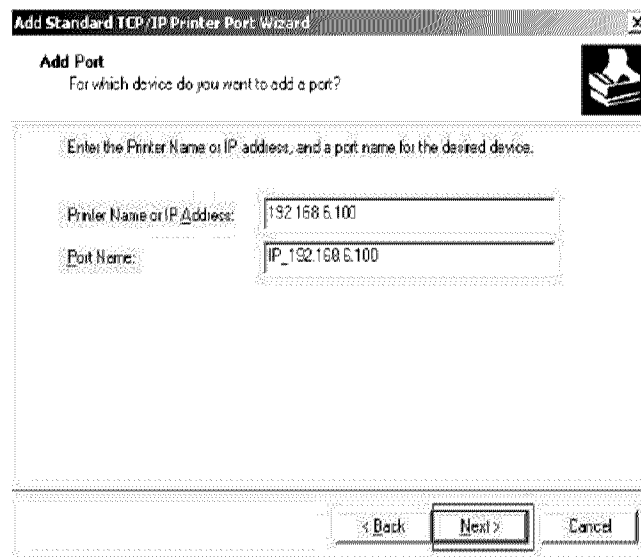 Add Standard TCP/IP Printer Port Wizard
Add Port
For which device do you want to add a port?
Enter the Printer Name or IP address, and a port name for the desired device.
Printer Name or IP Address: 192.168.6.100
Port Name: IP_192.168.6.100
< Back Next > Cancel